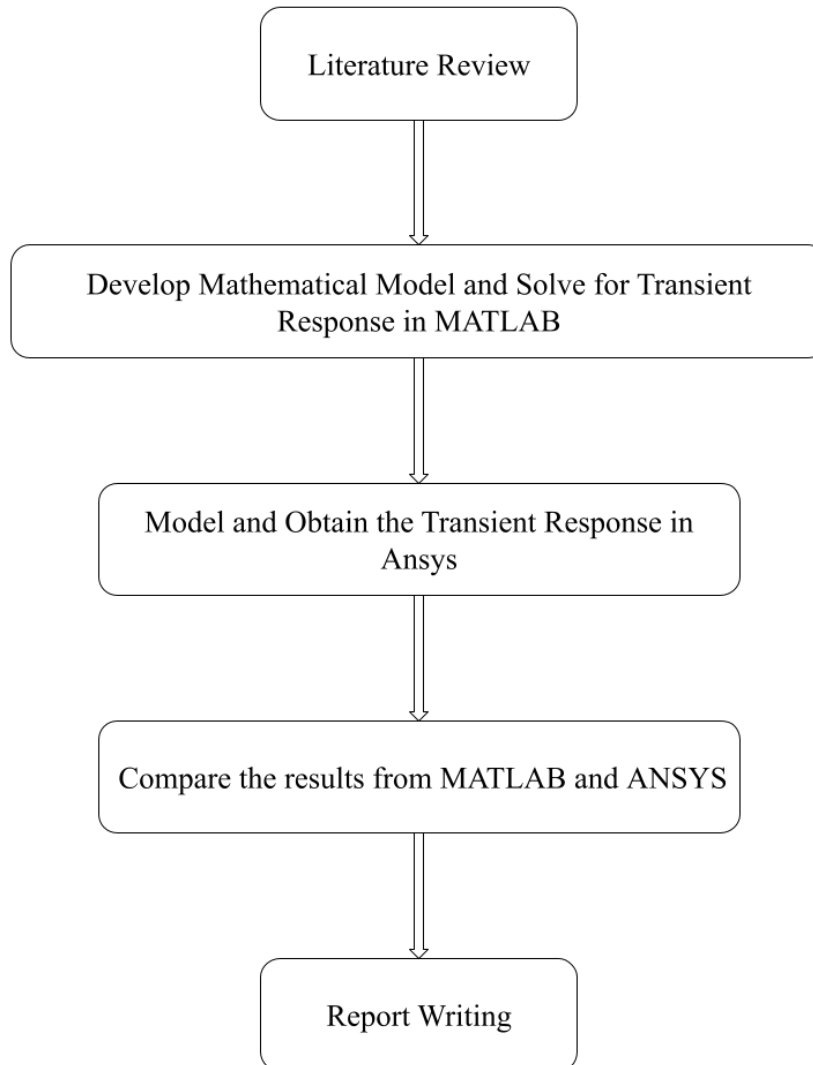 Literature Review
Develop Mathematical Model and Solve for Transient
Response in MATLAB
Model and Obtain the Transient Response in
Ansys
Compare the results from MATLAB and ANSYS
Report Writing